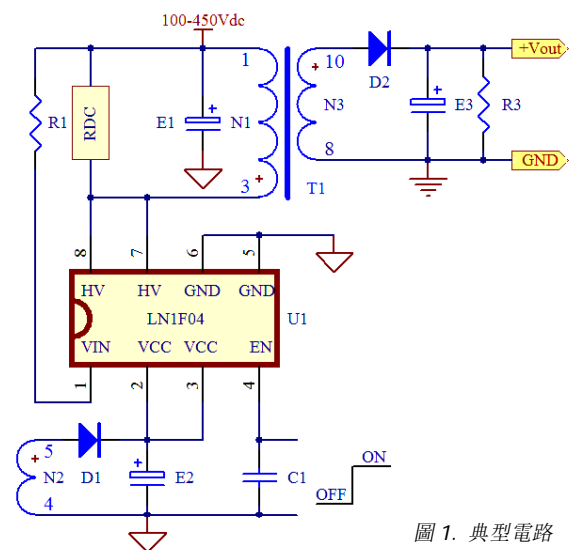 100-450Vdc
1
10
D2
+Vout
R1
RDC
E1
N1
N3
E3
R3
8
3
T1
GND
8
7
6
5
HV
HV
GND
GND
LN1F04
U1
VIN
VCC
VCC
EN
1
2
3
4
5
N2
D1
E2
C1
ON
OFF
4
圖 1. 典型電路